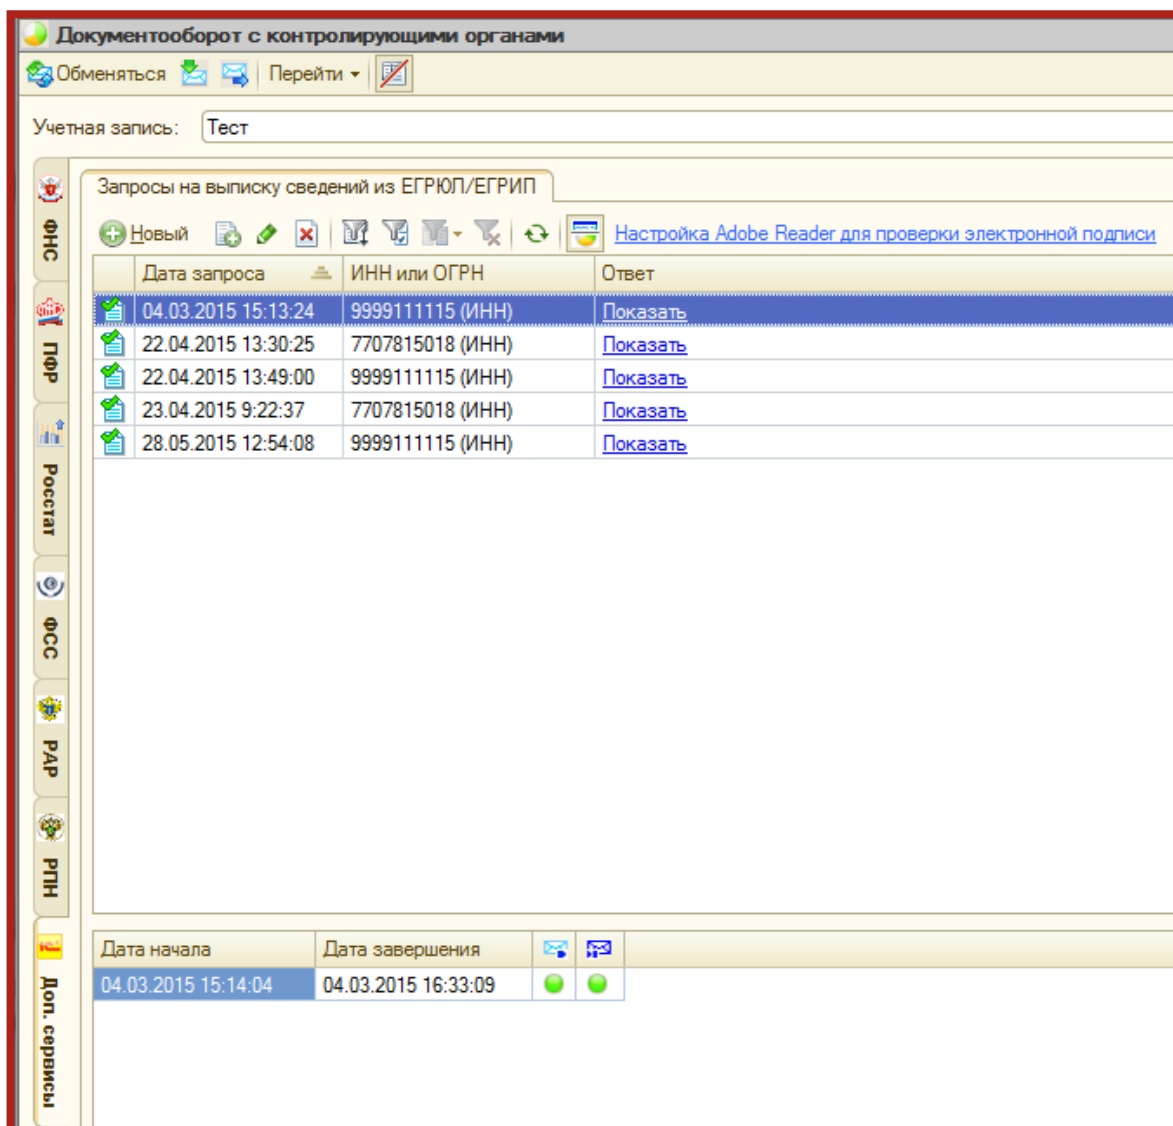 Документооборот с контролирующими органами
Обменяться Перейти
Учетная запись: Тест
Запросы на выписку сведений из ЕГРЮЛ/ЕГРИП
Новый Настройка Adobe Reader для проверки электронной подписи
Дата запроса ИНН или ОГРН Ответ
04.03.2015 15:13:24 9999111115 (ИНН) Показать
22.04.2015 13:30:25 7707815018 (ИНН) Показать
22.04.2015 13:49:00 9999111115 (ИНН) Показать
23.04.2015 9:22:37 7707815018 (ИНН) Показать
28.05.2015 12:54:08 9999111115 (ИНН) Показать
ФНС
ПФР
Росстат
ФСС
РАР
РПН
Доп. сервисы
Дата начала Дата завершения
04.03.2015 15:14:04 04.03.2015 16:33:09